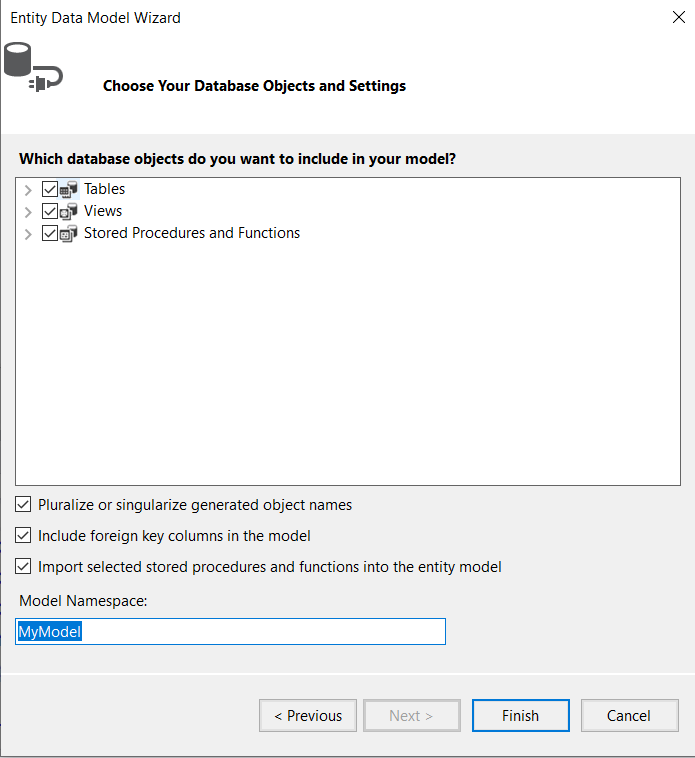 Entity Data Model Wizard
Choose Your Database Objects and Settings
Which database objects do you want to include in your model?
Tables
Views
Stored Procedures and Functions
Pluralize or singularize generated object names
Include foreign key columns in the model
Import selected stored procedures and functions into the entity model
Model Namespace:
MyModel
< Previous
Next >
Finish
Cancel